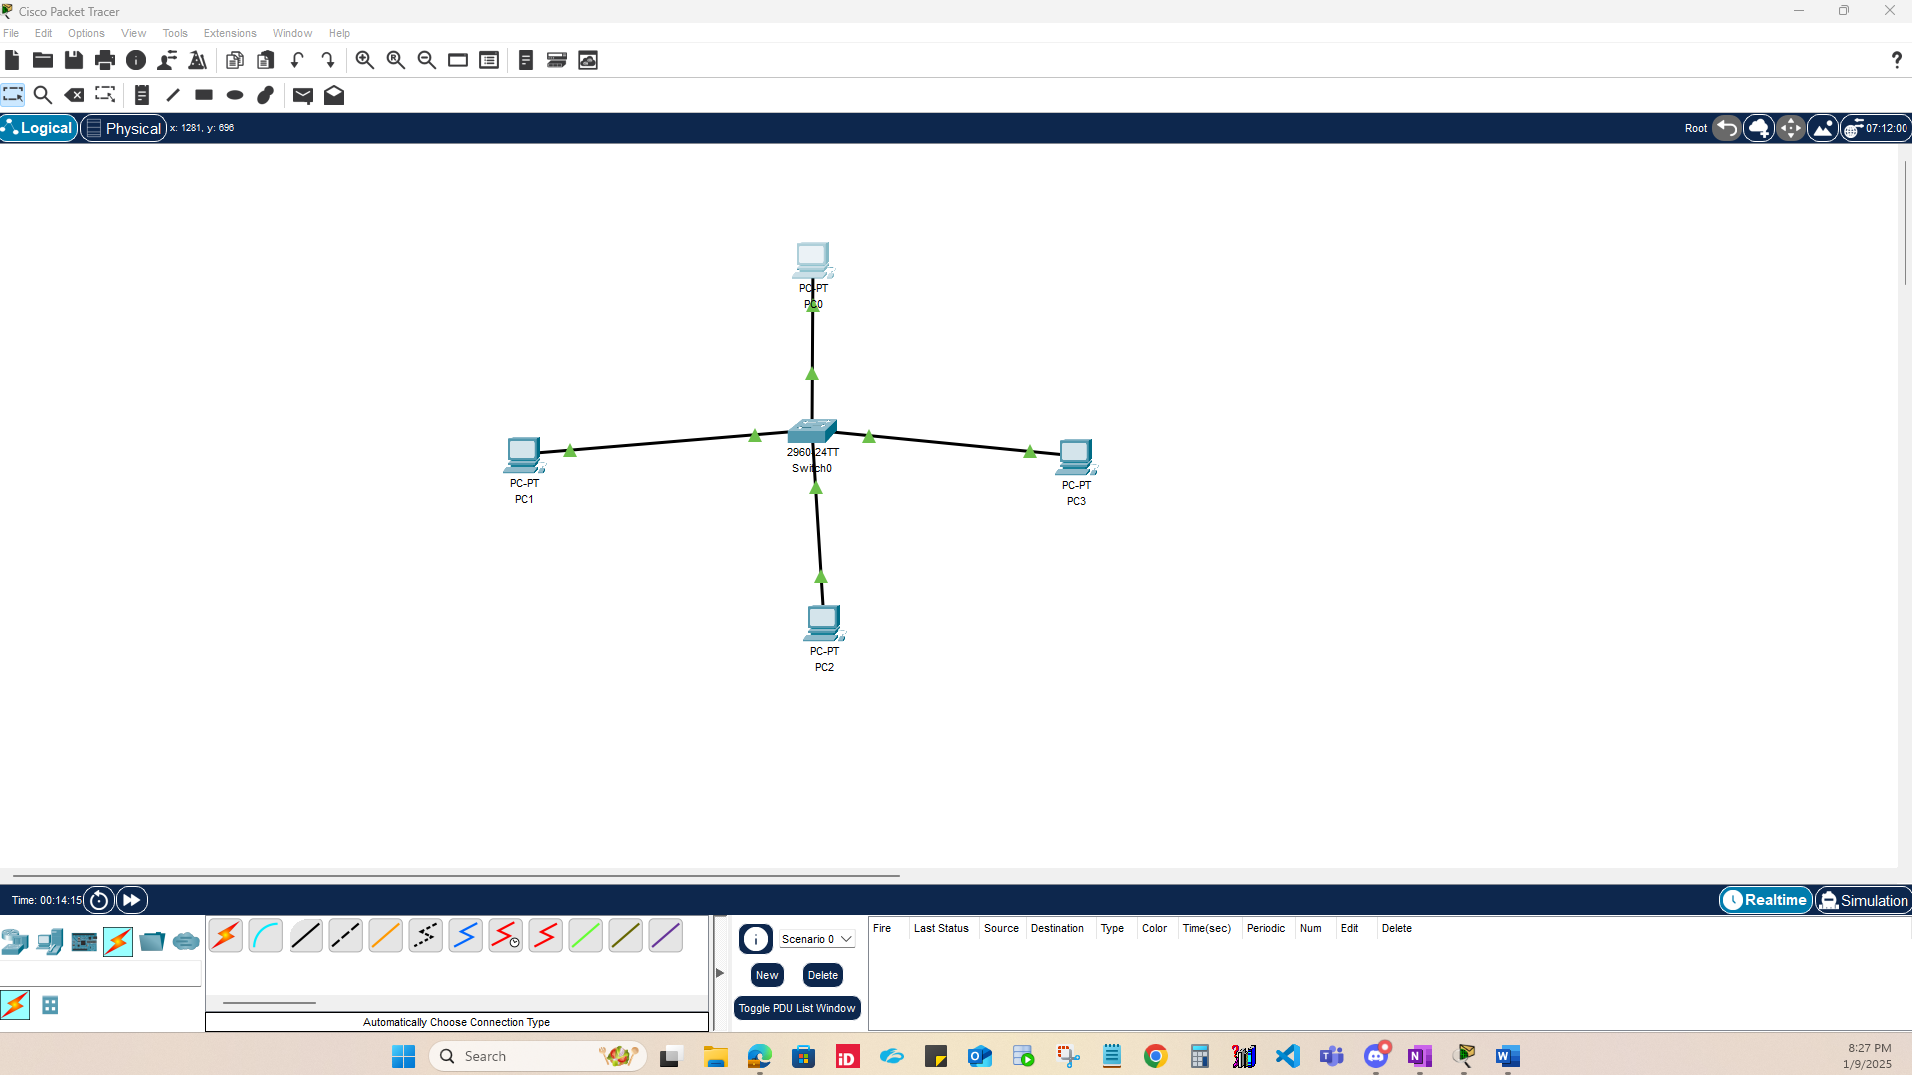 Cisco Packet Tracer
File Edit Options View Tools Extensions Window Help
Logical Physical x: 1281, y: 696 Root 07:12:00
PC-PT
PC0
2960-24TT
Switch0
PC-PT
PC1
PC-PT
PC3
PC-PT
PC2
Time: 00:14:15 Realtime Simulation
Scenario 0
New Delete
Toggle PDU List Window
Automatically Choose Connection Type
Fire Last Status Source Destination Type Color Time(sec) Periodic Num Edit Delete
Search
8:27 PM
1/9/2025